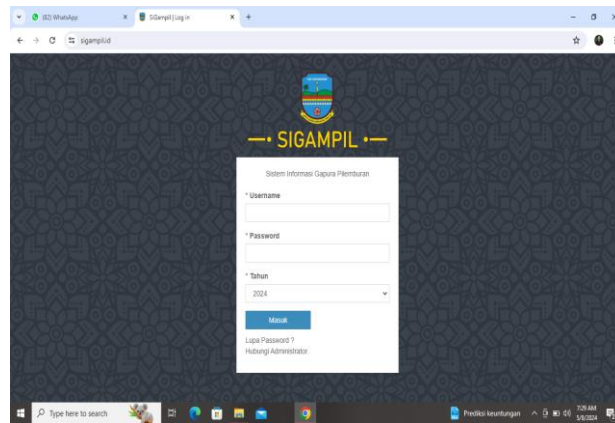 (82) WhatsApp
SiGampil | Log in
sigampil.id
SIGAMPIL
Sistem Informasi Gapura Pilemburan
* Username
* Password
* Tahun
2024
Masuk
Lupa Password ?
Hubungi Administrator
Type here to search
Prediksi keuntungan
7:29 AM
5/8/2024